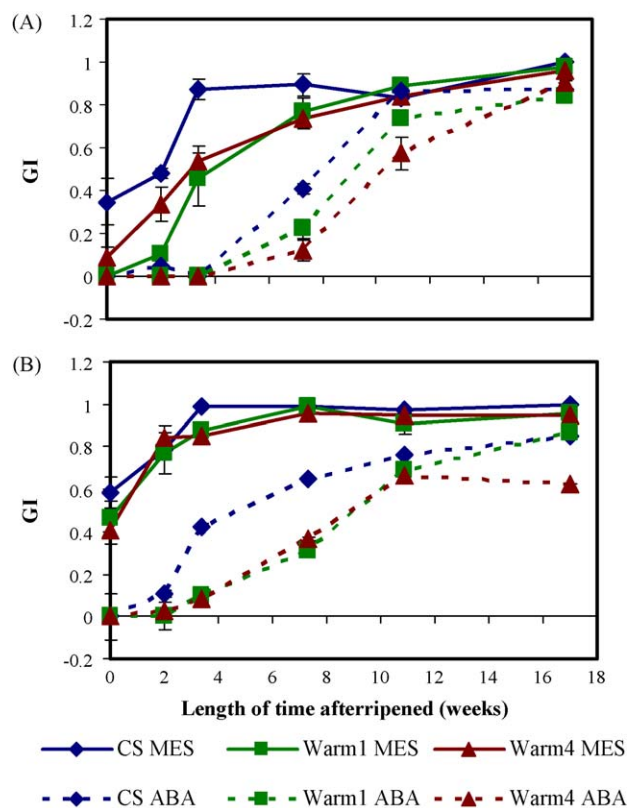 (A)
1.2
1
0.8
0.6
0.4
0.2
0
-0.2
GI
(B)
1.2
1
0.8
0.6
0.4
0.2
0
-0.2
GI
0 2 4 6 8 10 12 14 16 18
Length of time afterripened (weeks)
CS MES Warm1 MES Warm4 MES
CS ABA Warm1 ABA Warm4 ABA